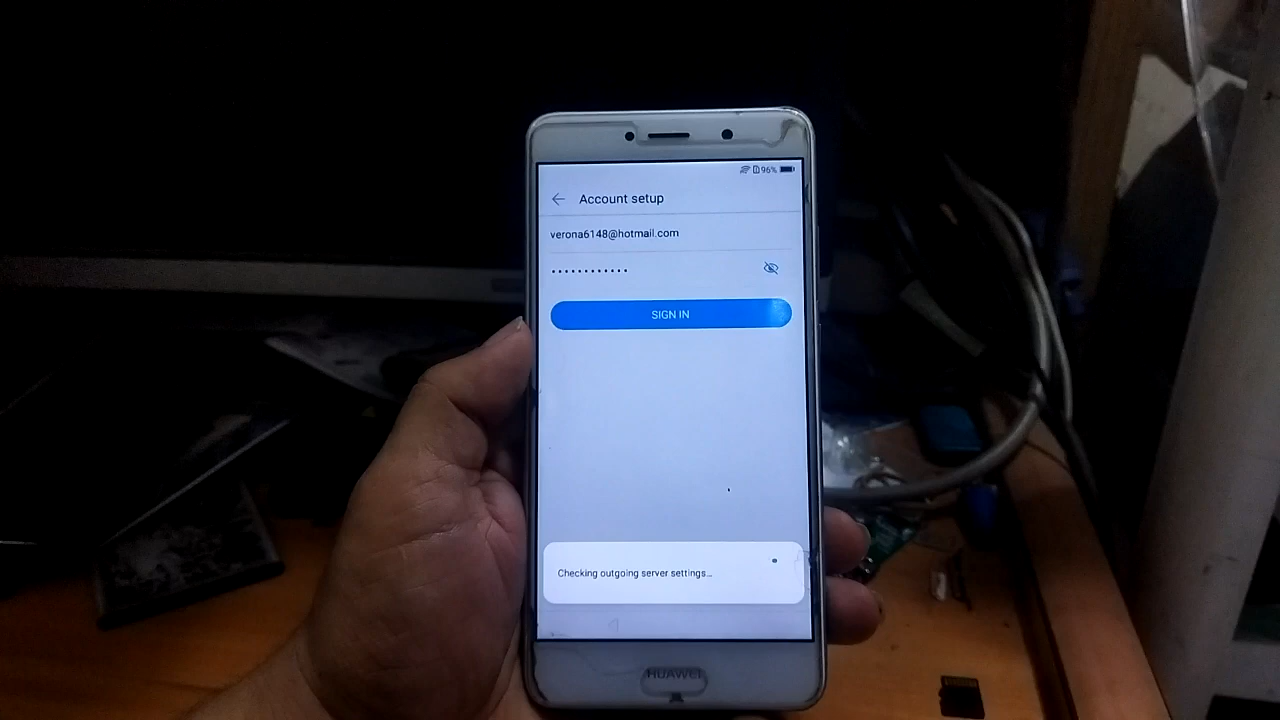 96%
Account setup
verona6148@hotmail.com
••••••••••••
SIGN IN
Checking outgoing server settings...
HUAWEI